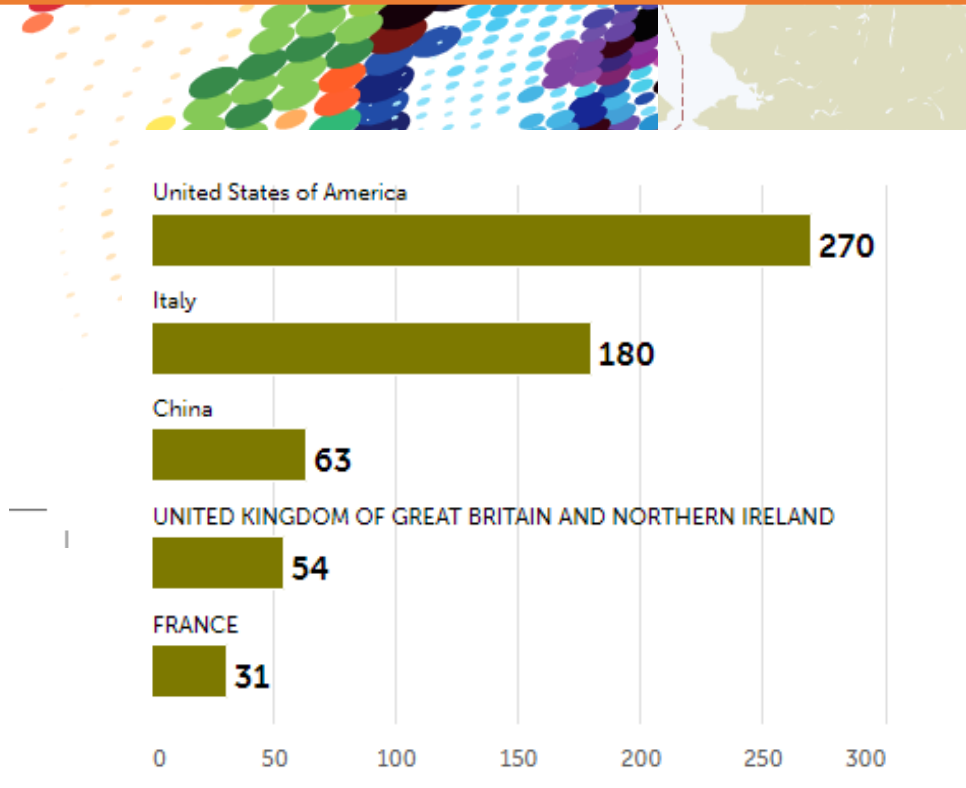 United States of America
270
Italy
180
China
63
UNITED KINGDOM OF GREAT BRITAIN AND NORTHERN IRELAND
54
FRANCE
31
0 50 100 150 200 250 300